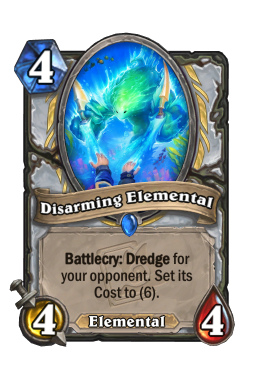 4
Disarming Elemental
Battlecry: Dredge for
your opponent. Set its
Cost to (6).
4
Elemental
4